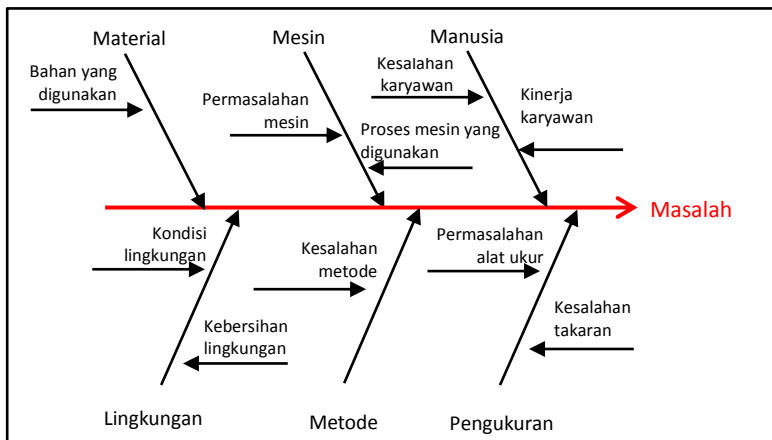 Material
Mesin
Manusia
Bahan yang
digunakan
Permasalahan
mesin
Proses mesin yang
digunakan
Kesalahan
karyawan
Kinerja
karyawan
Masalah
Kondisi
lingkungan
Kebersihan
lingkungan
Kesalahan
metode
Permasalahan
alat ukur
Kesalahan
takaran
Lingkungan
Metode
Pengukuran